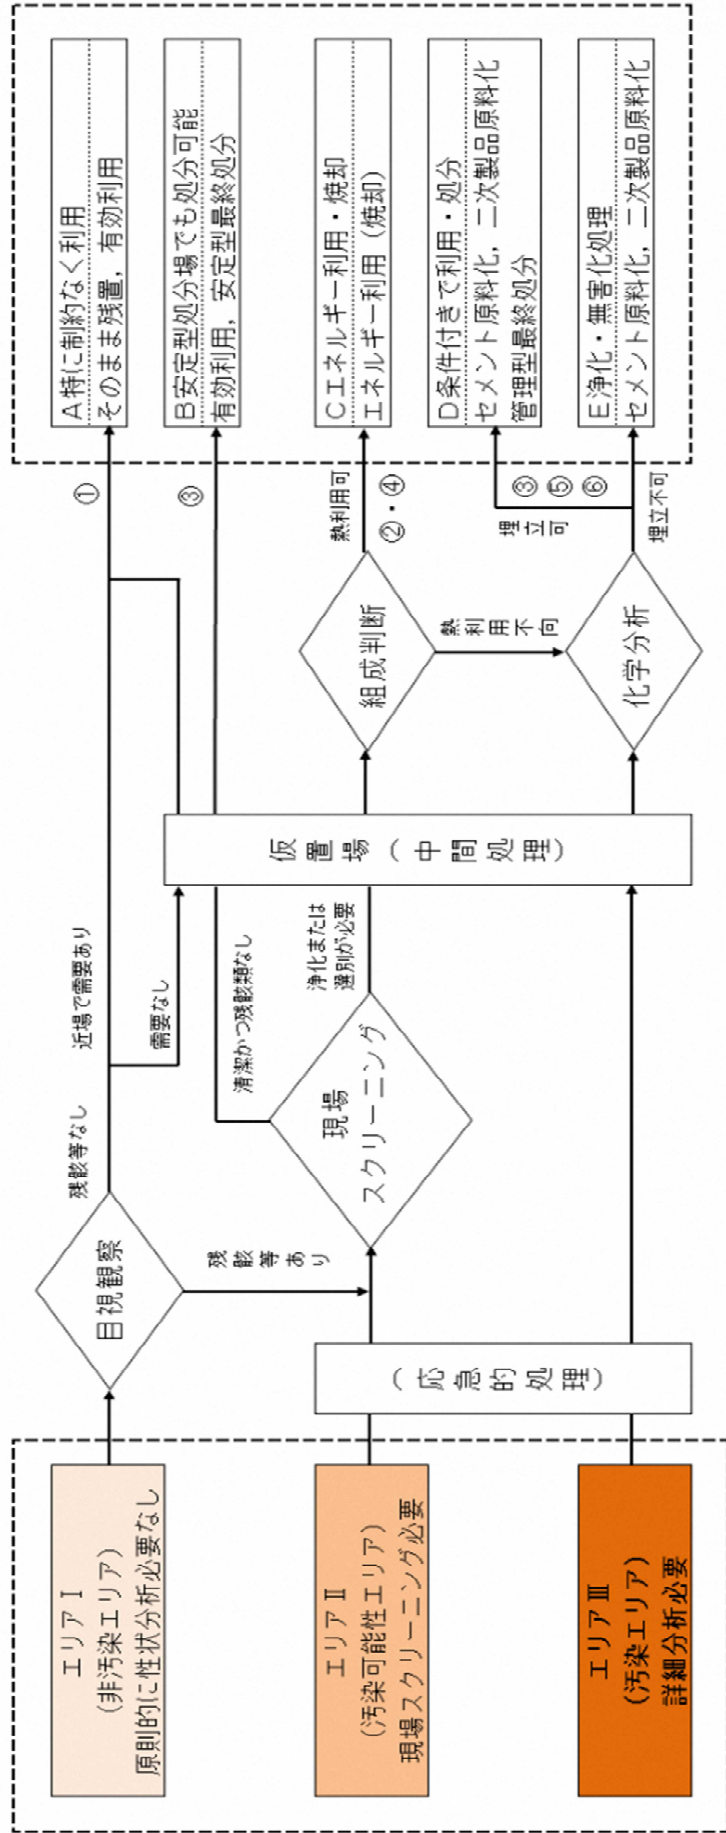 エリアⅠ
(非汚染エリア)
原則的に性状分析必要なし
エリアⅡ
(汚染可能性エリア)
現場スクリーニング必要
エリアⅢ
(汚染エリア)
詳細分析必要
(応急的処理)
目視観察
残骸等なし
残骸等あり
近場で需要あり
需要なし
現場
スクリーニング
清潔かつ残骸類なし
浄化または
選別が必要
仮置場(中間処理)
組成判断
熱利用可
②・④
熱利用不向
化学分析
埋立可
③
⑤
⑥
埋立不可
①
③
A特に制約なく利用
そのまま残置，有効利用
B安定型処分場でも処分可能
有効利用，安定型最終処分
Cエネルギー利用・焼却
エネルギー利用（焼却）
D条件付きで利用・処分
セメント原料化，二次製品原料化
管理型最終処分
E浄化・無害化処理
セメント原料化，二次製品原料化